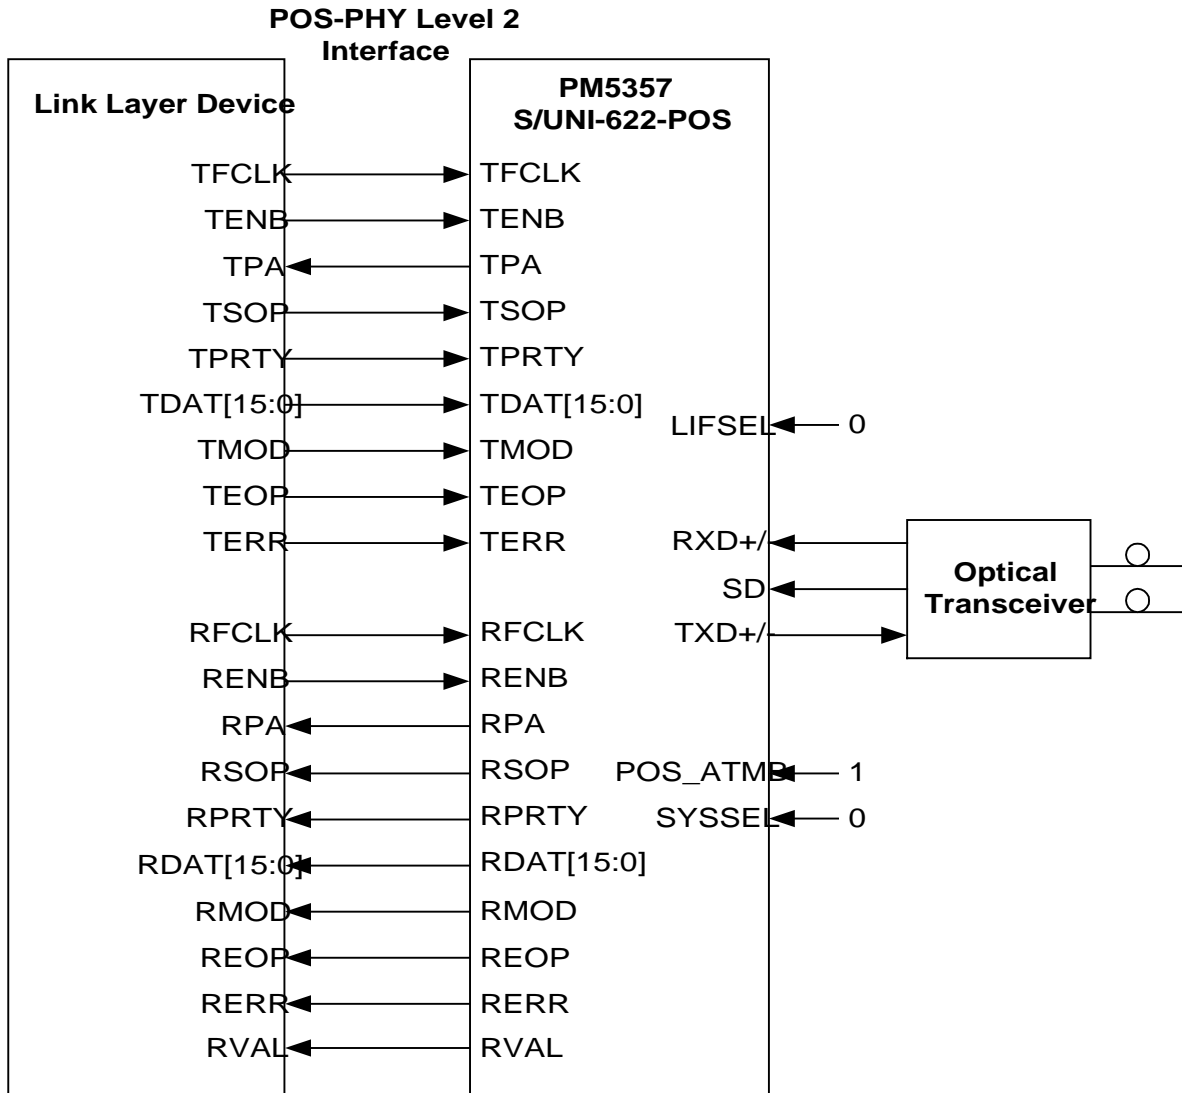 POS-PHY Level 2
Interface
Link Layer Device
PM5357
S/UNI-622-POS
TFCLK TFCLK
TENB TENB
TPA TPA
TSOP TSOP
TPRTY TPRTY
TDAT[15:0] TDAT[15:0]
LIFSEL 0
TMOD TMOD
TEOP TEOP
TERR TERR RXD+/-
Optical
Transceiver
SD
RFCLK RFCLK TXD+/-
RENB RENB
RPA RPA
RSOP RSOP POS_ATMB 1
RPRTY RPRTY SYSSEL 0
RDAT[15:0] RDAT[15:0]
RMOD RMOD
REOP REOP
RERR RERR
RVAL RVAL